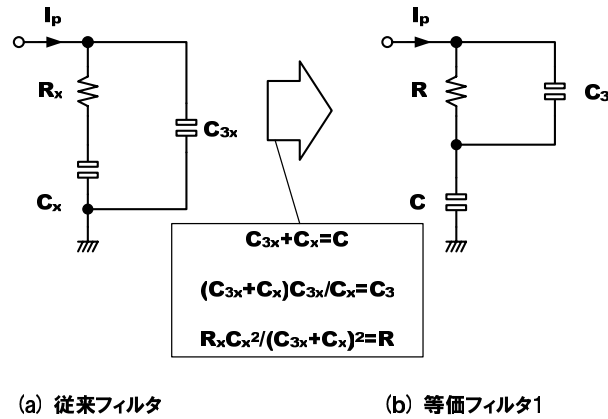 Ip
Rx
C3x
Cx
Ip
R
C3
C
C3x+Cx=C
(C3x+Cx)C3x/Cx=C3
RxCx²/(C3x+Cx)²=R
(a) 従来フィルタ
(b) 等価フィルタ1